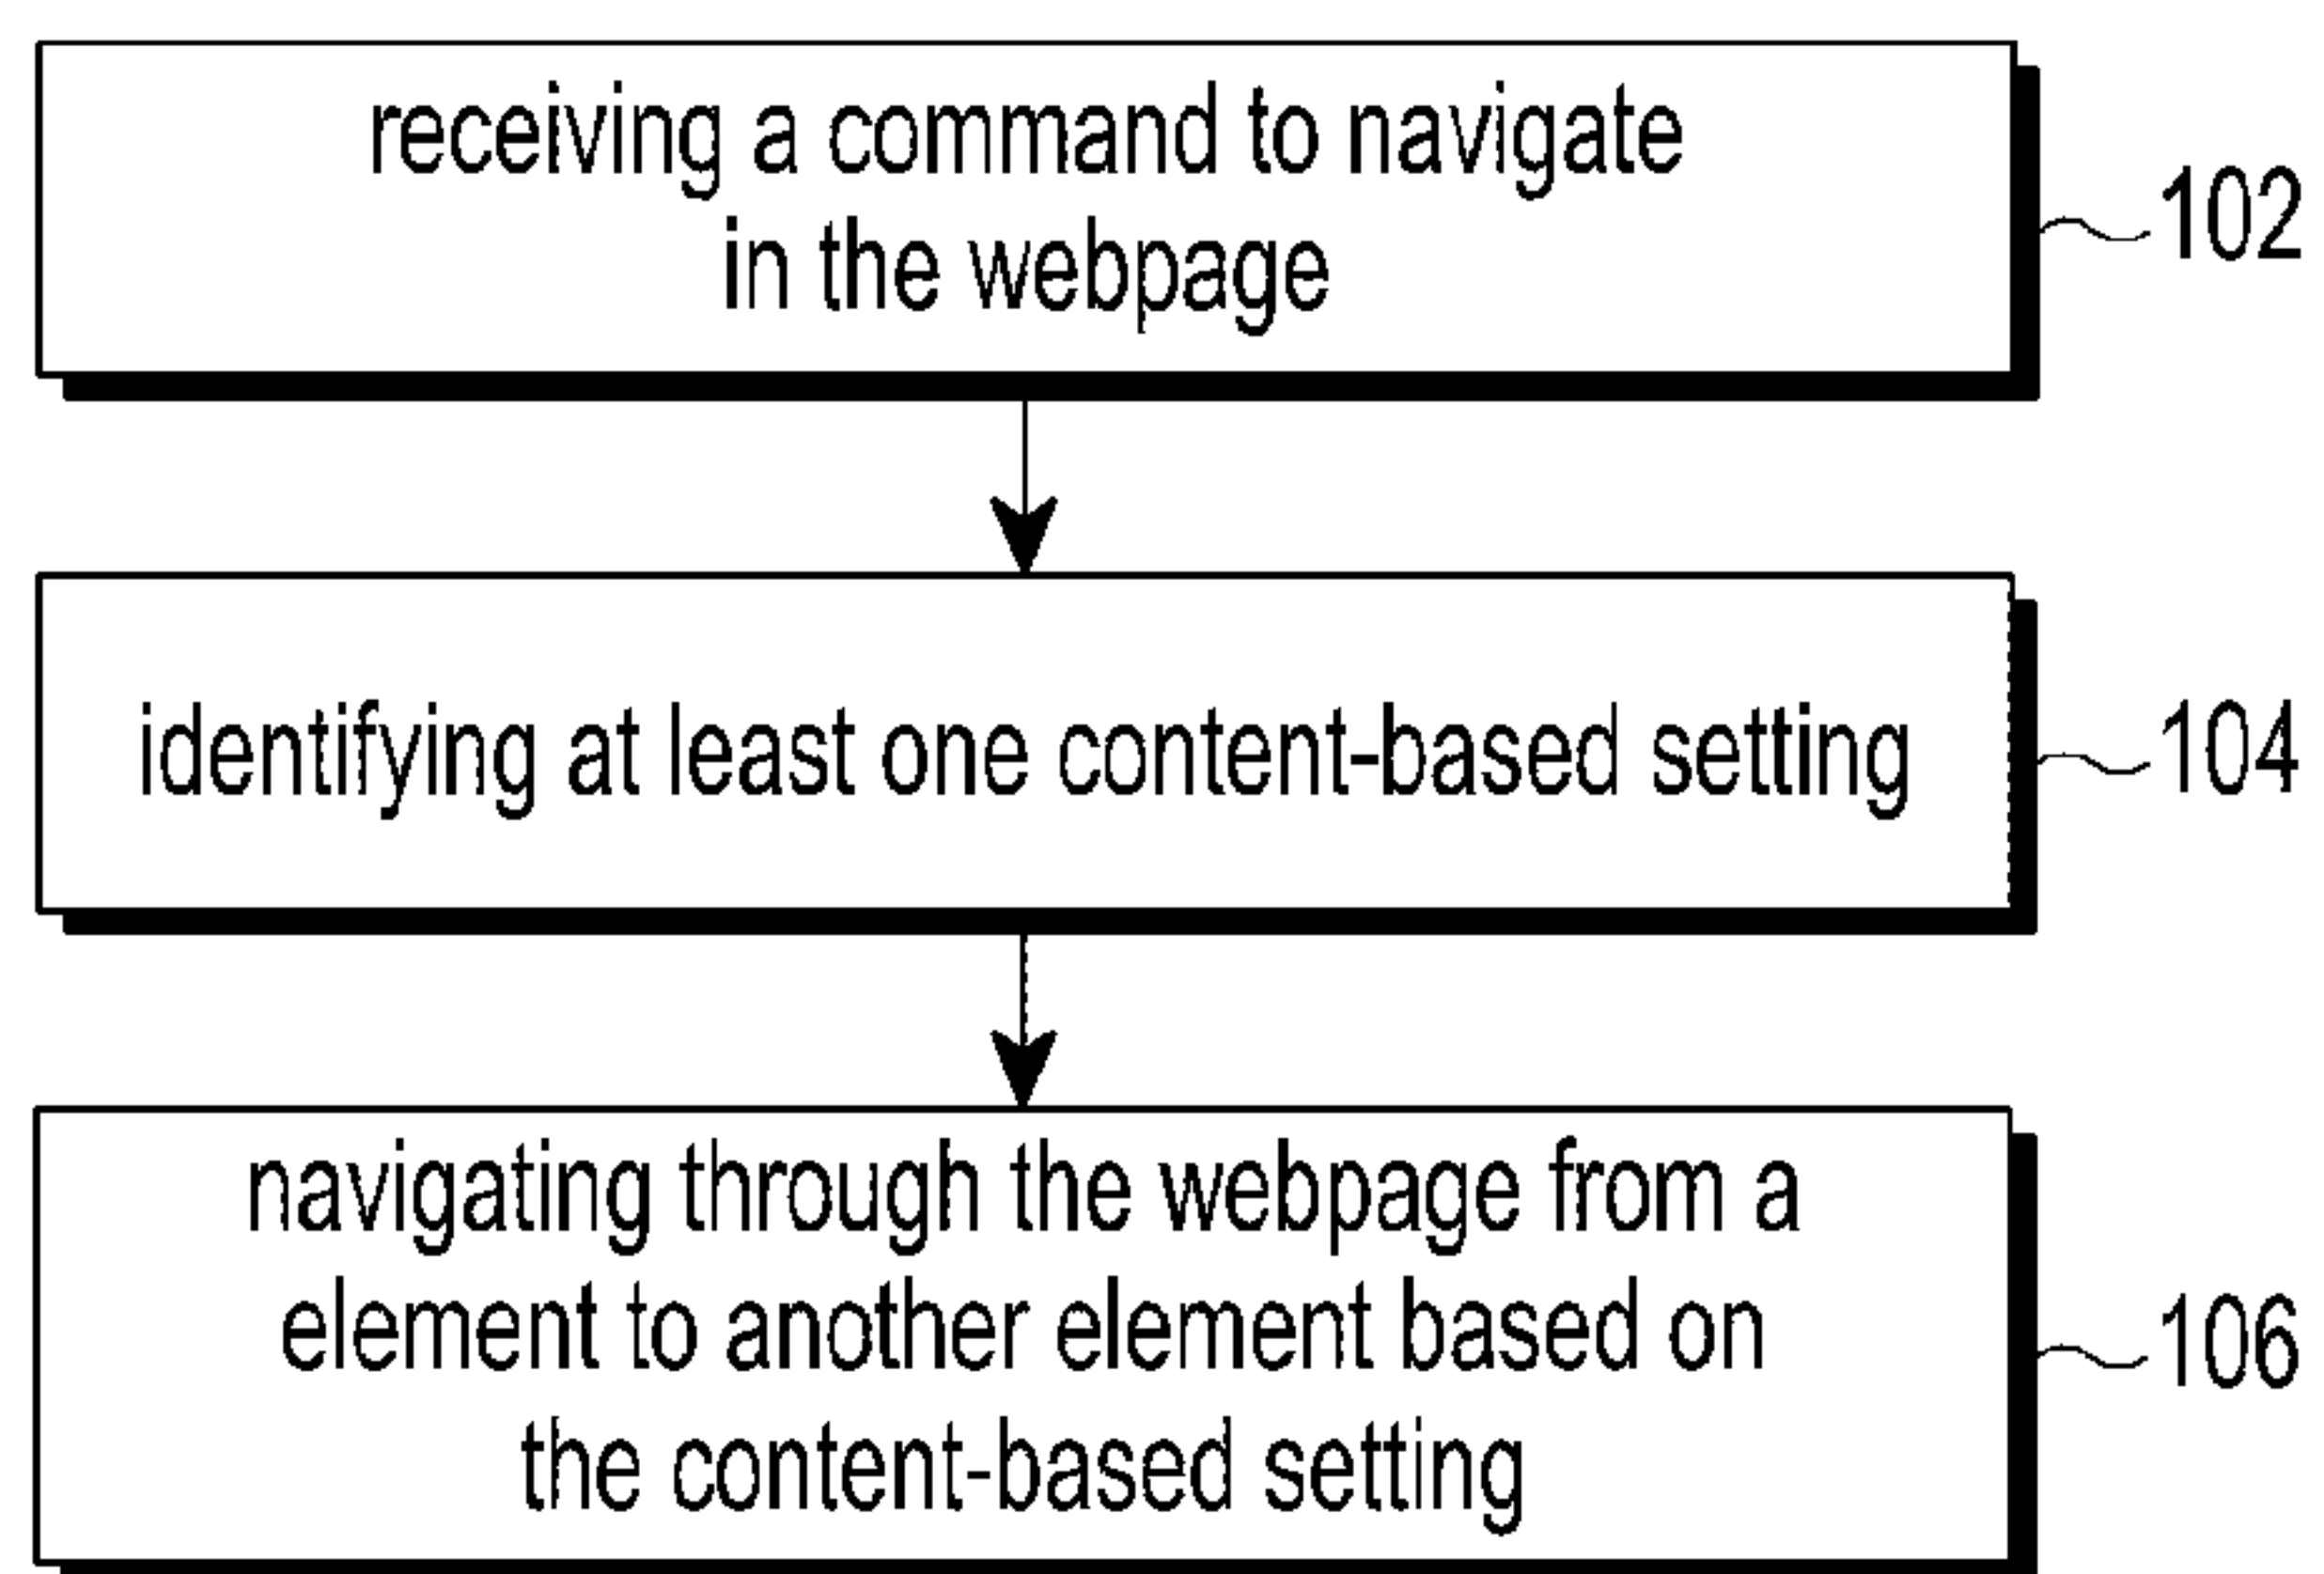 receiving a command to navigate
in the webpage
102
identifying at least one content-based setting
104
navigating through the webpage from a
element to another element based on
the content-based setting
106